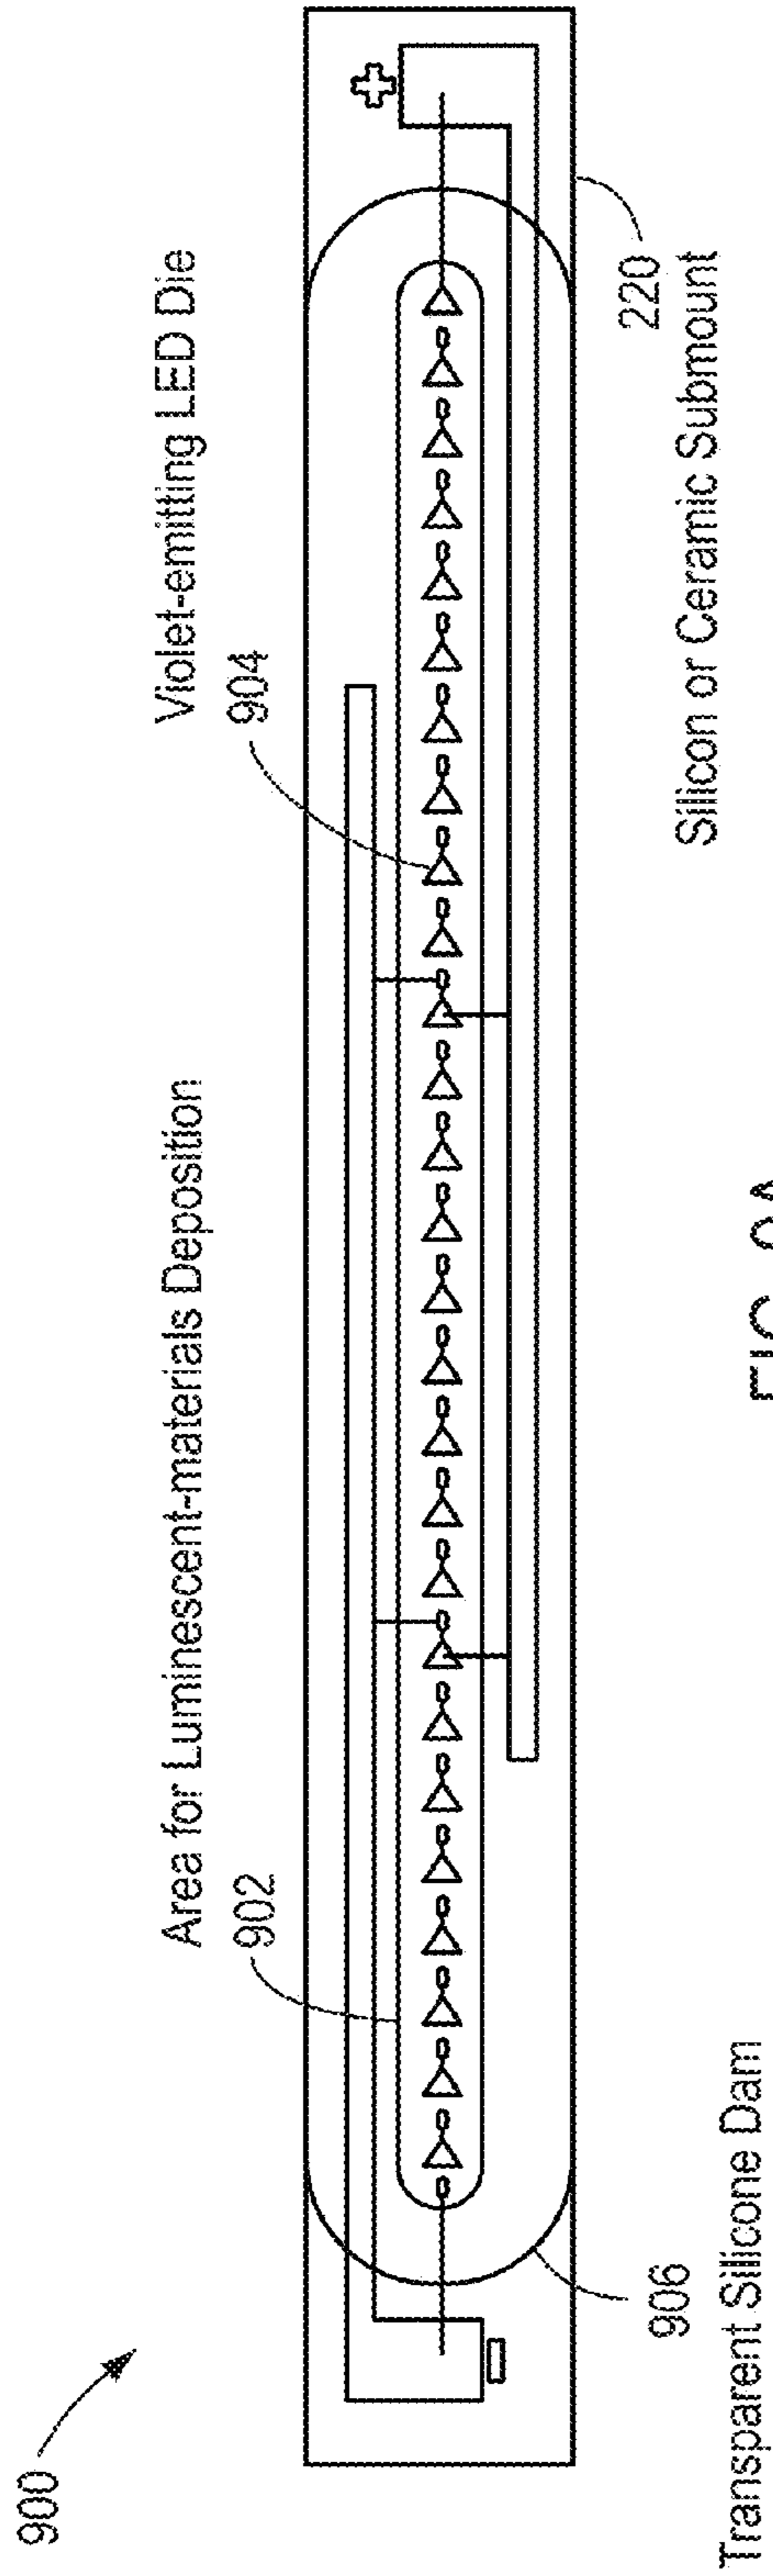 900
Area for Luminescent-materials Deposition
902
Violet-emitting LED Die
904
+
906
Transparent Silicone Dam
220
Silicon or Ceramic Submount